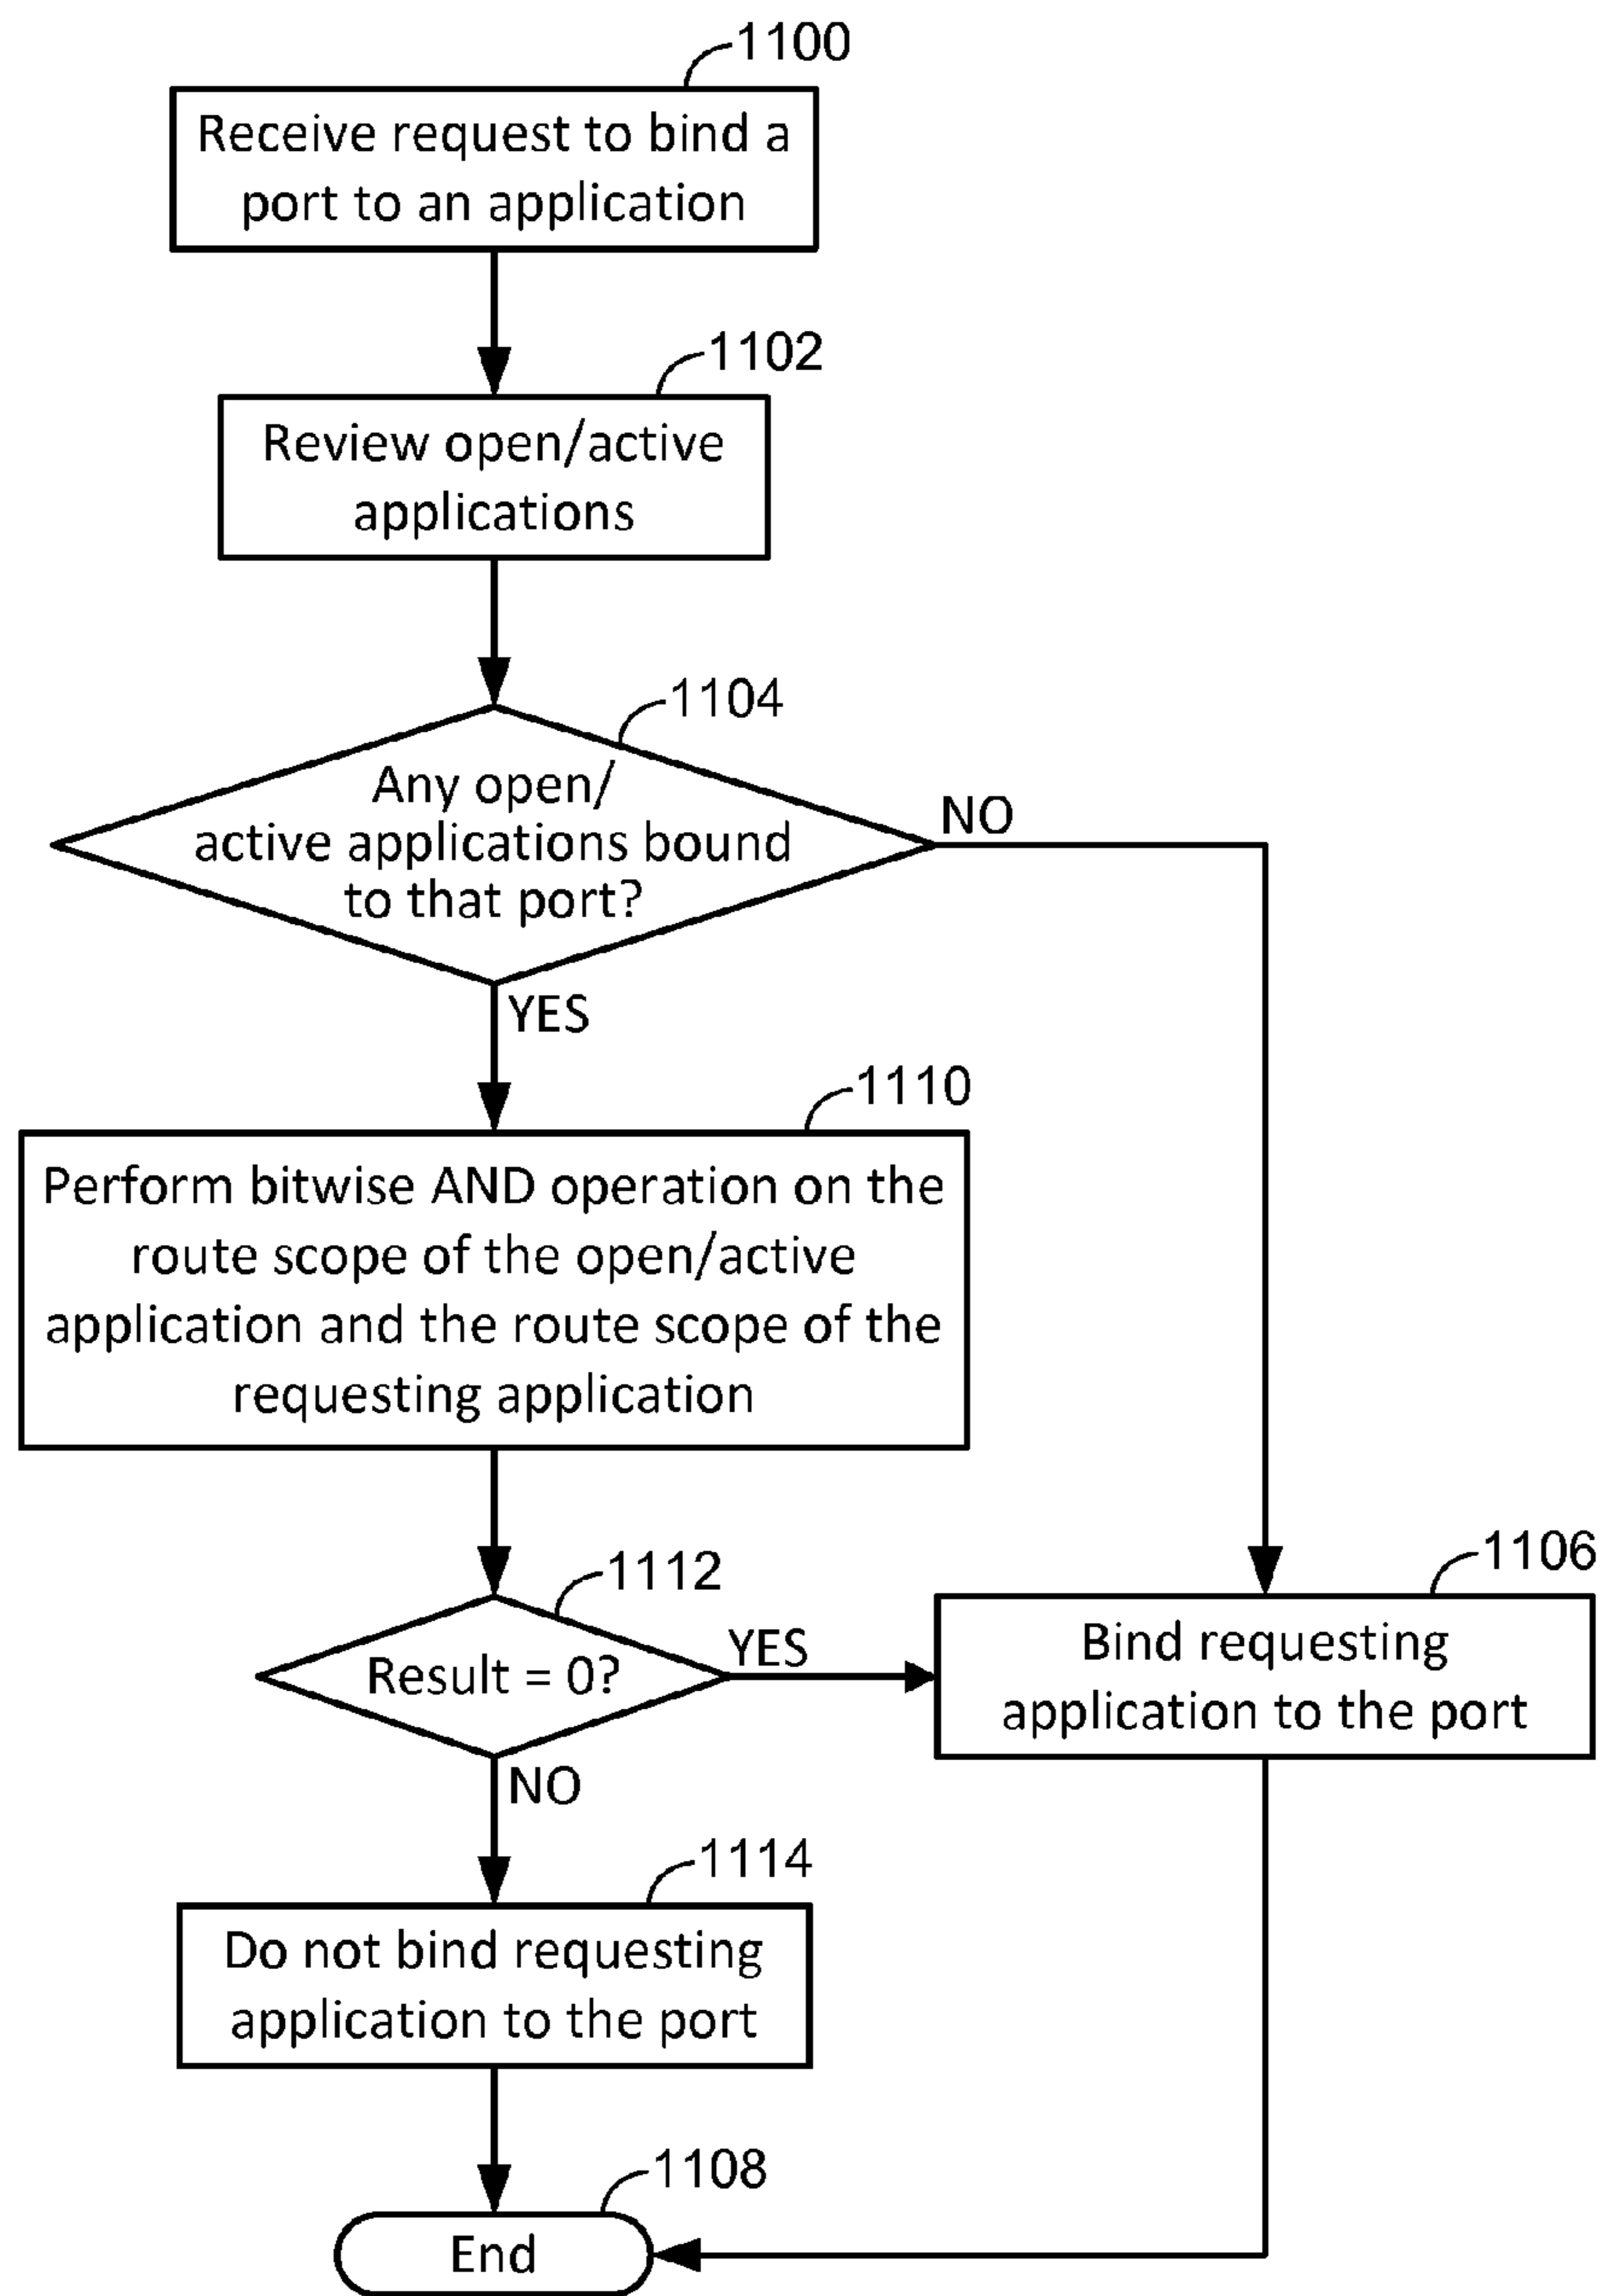 1100
Receive request to bind a
port to an application
1102
Review open/active
applications
1104
Any open/
active applications bound
to that port?
NO
YES
1110
Perform bitwise AND operation on the
route scope of the open/active
application and the route scope of the
requesting application
1112
Result = 0?
YES
1106
Bind requesting
application to the port
NO
1114
Do not bind requesting
application to the port
1108
End